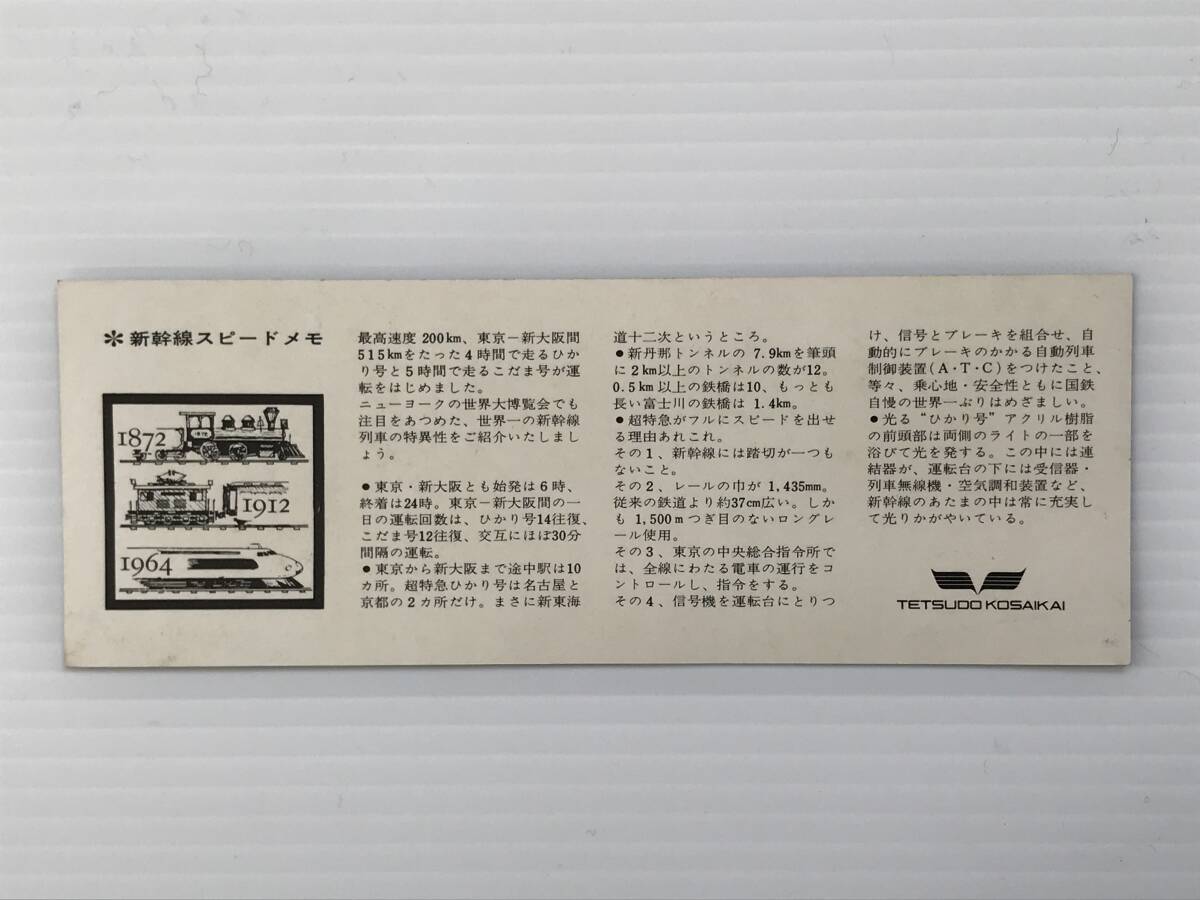 ＊新幹線スピードメモ
1872
1912
1964
最高速度 200km、東京－新大阪間
515kmをたった4時間で走るひか
り号と5時間で走るこだま号が運
転をはじめました。
ニューヨークの世界大博覧会でも
注目をあつめた、世界一の新幹線
列車の特異性をご紹介いたしまし
ょう。
●東京・新大阪とも始発は6時、
終着は24時。東京－新大阪間の一
日の運転回数は、ひかり号14往復、
こだま号12往復、交互にほぼ30分
間隔の運転。
●東京から新大阪まで途中駅は10
カ所。超特急ひかり号は名古屋と
京都の2カ所だけ。まさに新東海
道十二次というところ。
●新丹那トンネルの 7.9kmを筆頭
に2km以上のトンネルの数が12。
0.5km以上の鉄橋は10、もっとも
長い富士川の鉄橋は 1.4km。
●超特急がフルにスピードを出せ
る理由あれこれ。
その1、新幹線には踏切が一つも
ないこと。
その2、レールの巾が 1,435mm。
従来の鉄道より約37cm広い。しか
も 1,500mつぎ目のないロングレ
ール使用。
その3、東京の中央総合指令所で
は、全線にわたる電車の運行をコ
ントロールし、指令をする。
その4、信号機を運転台にとりつ
け、信号とブレーキを組合せ、自
動的にブレーキのかかる自動列車
制御装置(A・T・C)をつけたこと、
等々、乗心地・安全性ともに国鉄
自慢の世界一ぶりはめざましい。
●光る“ひかり号”アクリル樹脂
の前頭部は両側のライトの一部を
浴びて光を発する。この中には連
結器が、運転台の下には受信器・
列車無線機・空気調和装置など、
新幹線のあたまの中は常に充実し
て光りかがやいている。
TETSUDO KOSAIKAI